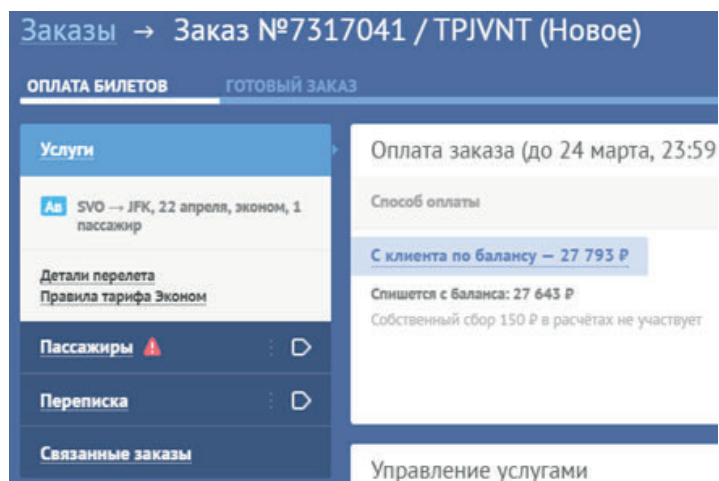 Заказы → Заказ №7317041 / TPJVNT (Новое)
ОПЛАТА БИЛЕТОВ ГОТОВЫЙ ЗАКАЗ
Услуги
Ав SVO → JFK, 22 апреля, эконом, 1
пассажир
Детали перелета
Правила тарифа Эконом
Пассажиры
Переписка
Связанные заказы
Оплата заказа (до 24 марта, 23:59
Способ оплаты
С клиента по балансу — 27 793 ₽
Спишется с баланса: 27 643 ₽
Собственный сбор 150 ₽ в расчётах не участвует
Управление услугами